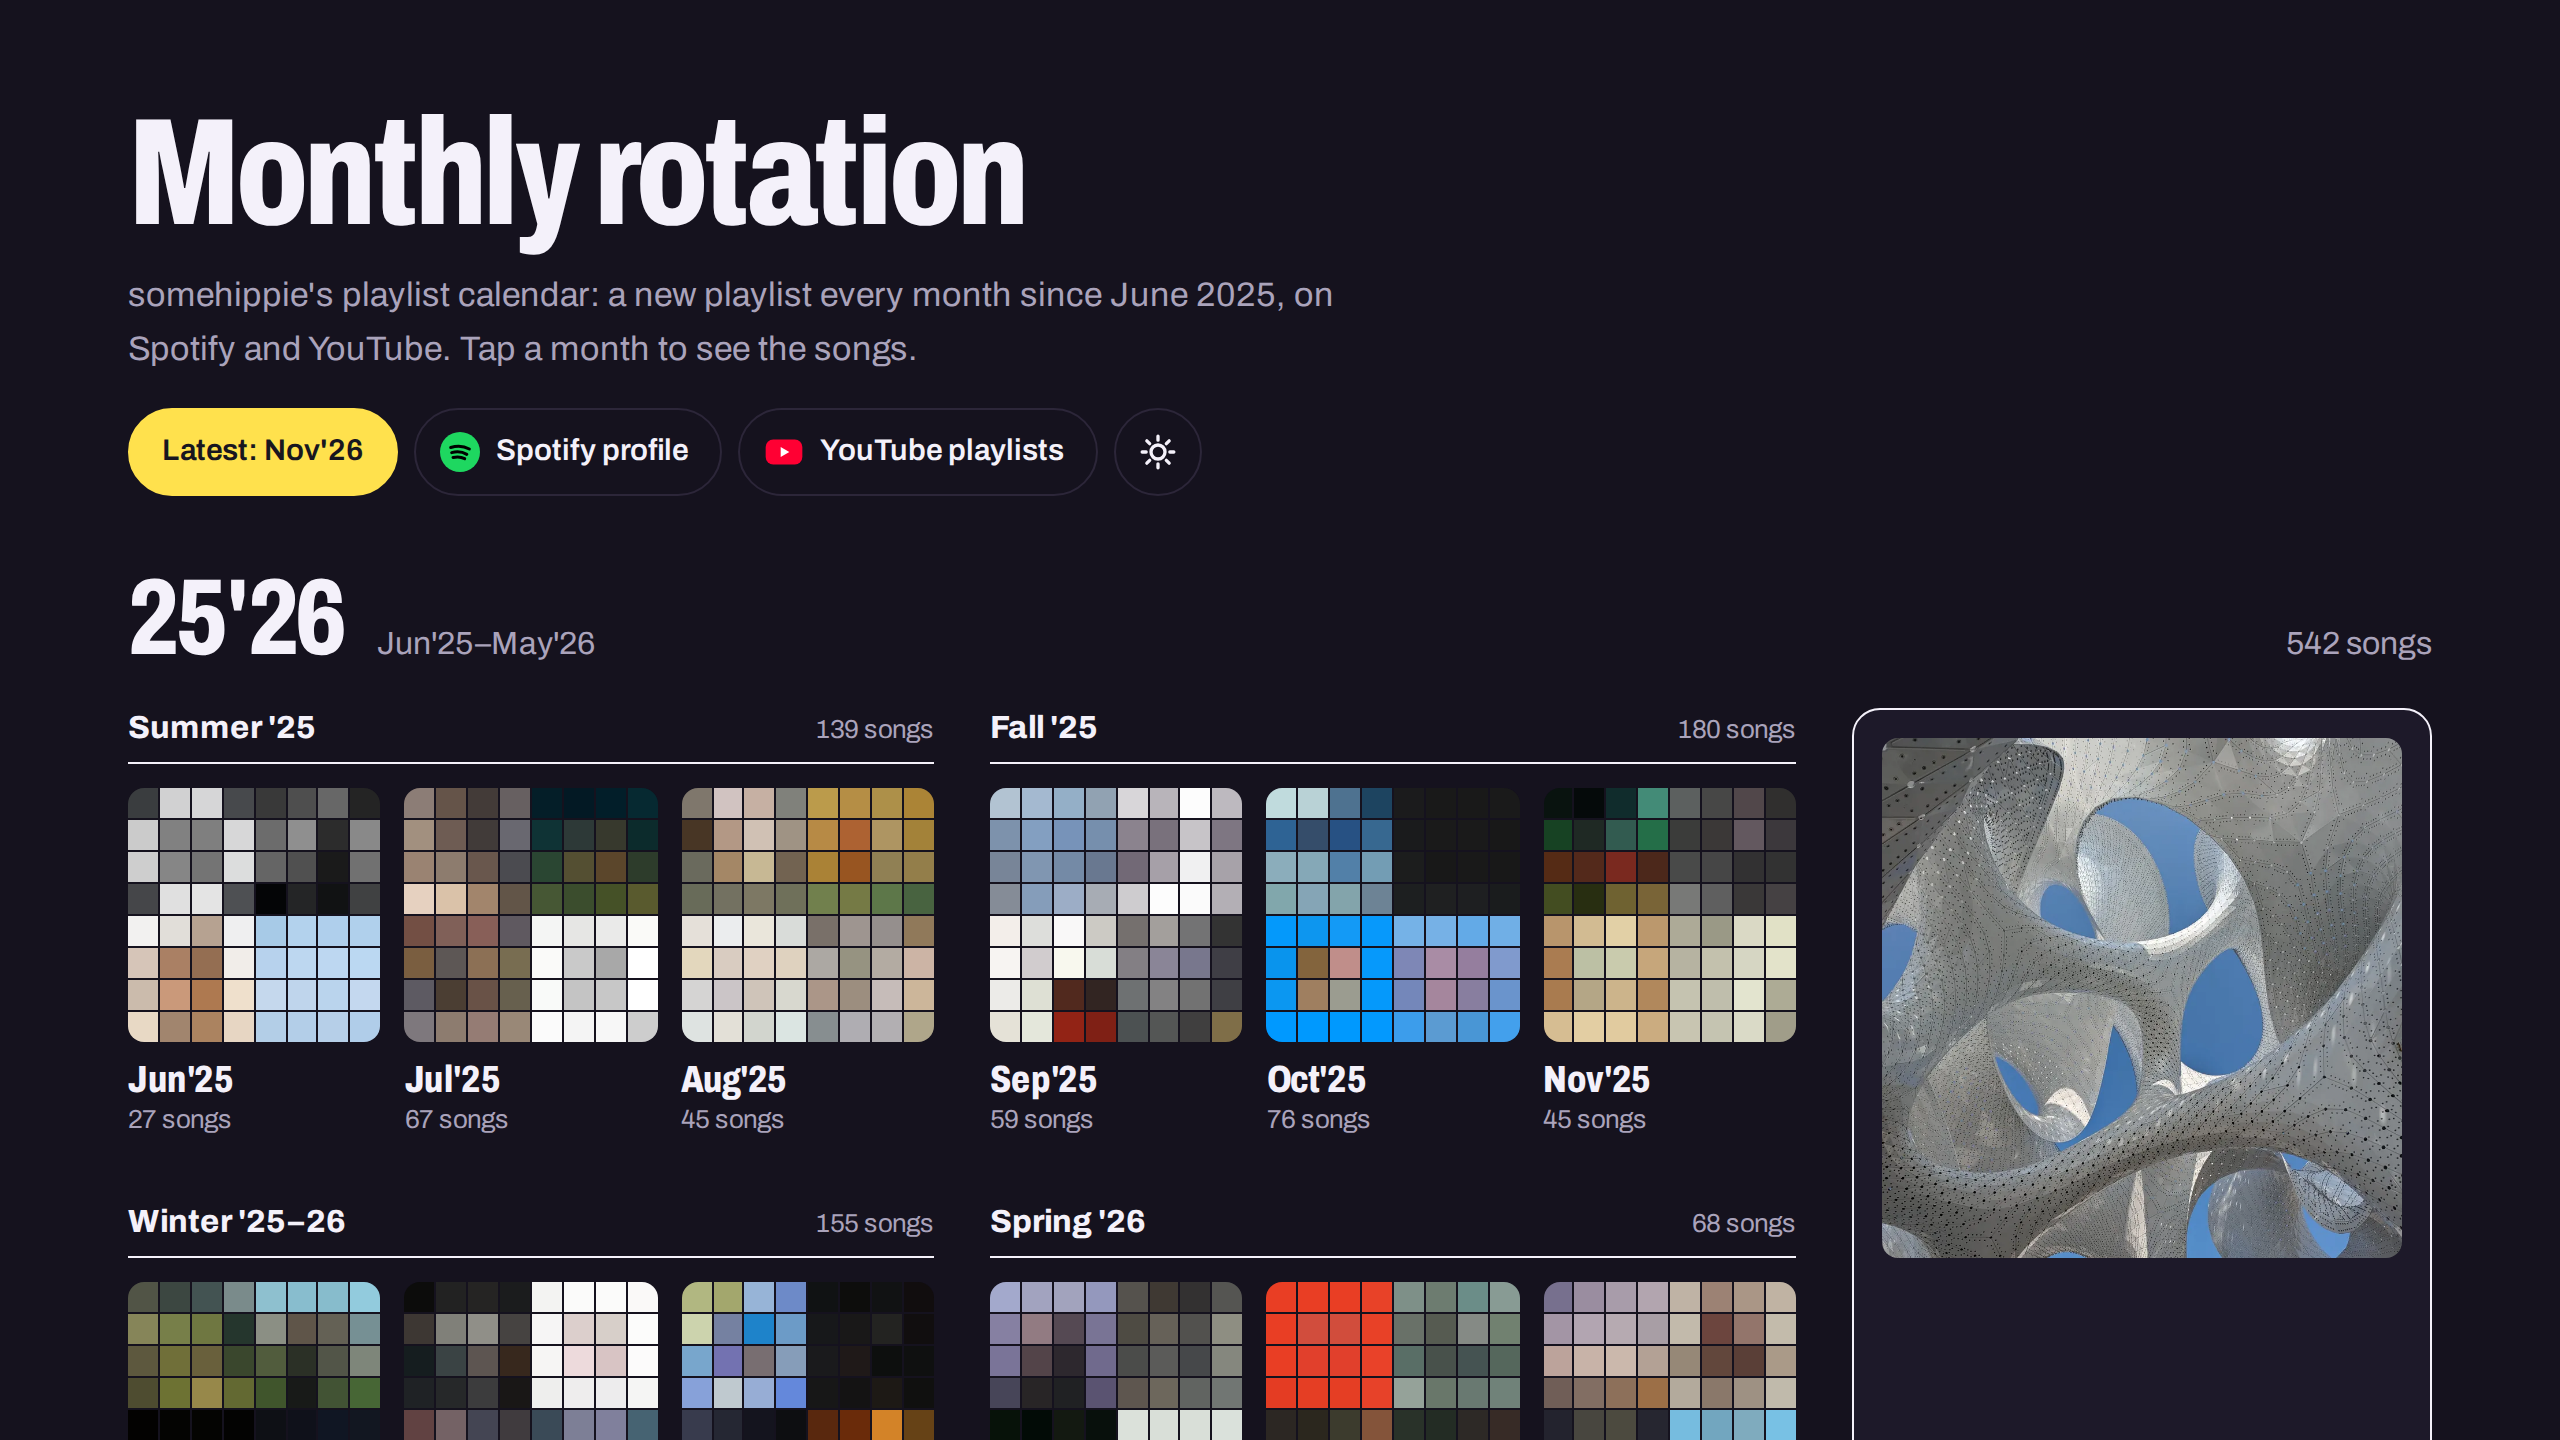 Monthly rotation
somehippie's playlist calendar: a new playlist every month since June 2025, on
Spotify and YouTube. Tap a month to see the songs.
Latest: Nov'26
Spotify profile
YouTube playlists
25'26 Jun'25–May'26
542 songs
Summer '25
139 songs
Jun'25
27 songs
Jul'25
67 songs
Aug'25
45 songs
Fall '25
180 songs
Sep'25
59 songs
Oct'25
76 songs
Nov'25
45 songs
Winter '25–26
155 songs
Spring '26
68 songs